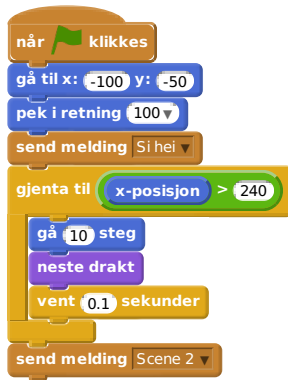 når klikkes
gå til x: -100 y: -50
pek i retning 100
send melding Si hei
gjenta til x-posisjon > 240
gå 10 steg
neste drakt
vent 0.1 sekunder
send melding Scene 2